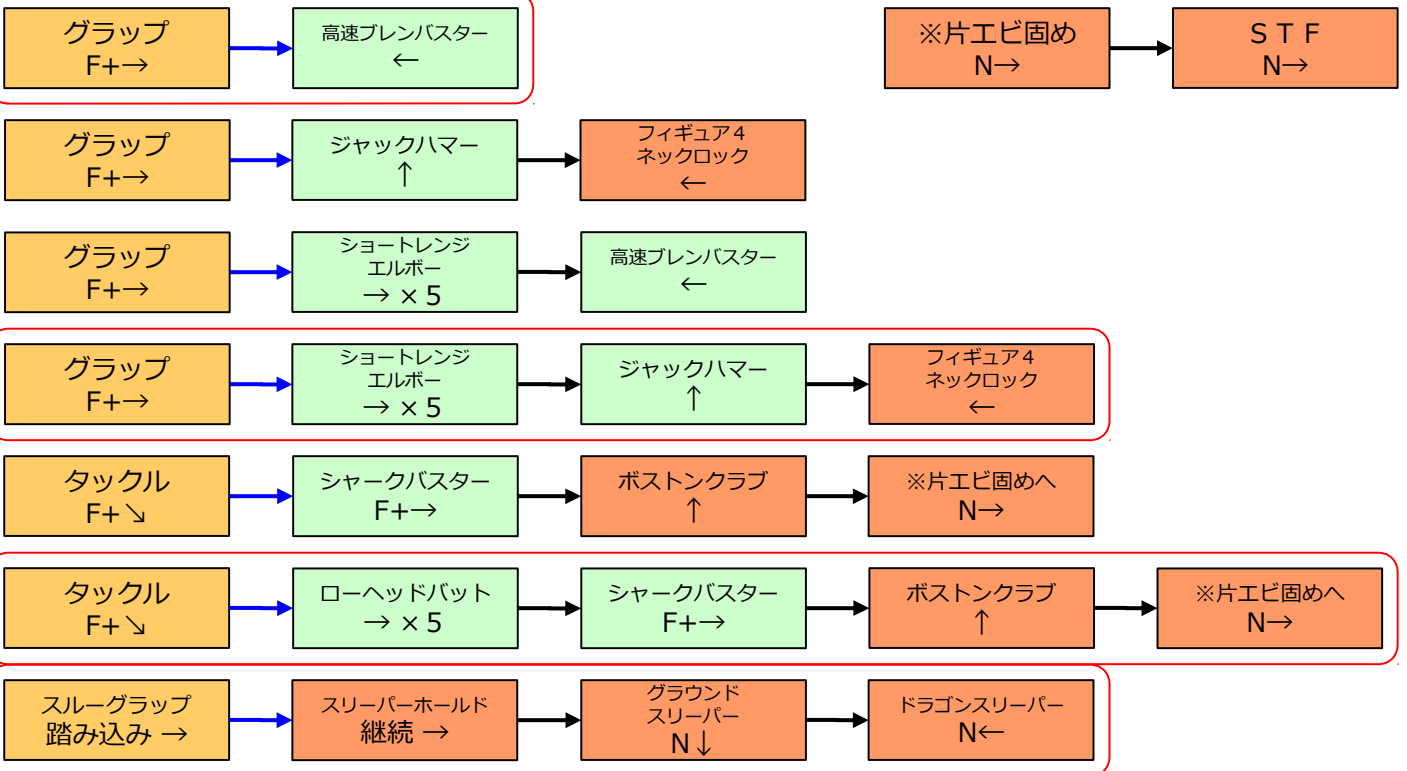 グラップ
F+→
高速ブレンバスター
←
※片エビ固め
N→
ＳＴＦ
N→
グラップ
F+→
ジャックハマー
↑
フィギュア４
ネックロック
←
グラップ
F+→
ショートレンジ
エルボー
→ × 5
高速ブレンバスター
←
グラップ
F+→
ショートレンジ
エルボー
→ × 5
ジャックハマー
↑
フィギュア４
ネックロック
←
タックル
F+↘
シャークバスター
F+→
ボストンクラブ
↑
※片エビ固めへ
N→
タックル
F+↘
ローヘッドバット
→ × 5
シャークバスター
F+→
ボストンクラブ
↑
※片エビ固めへ
N→
スルーグラップ
踏み込み →
スリーパーホールド
継続 →
グラウンド
スリーパー
N↓
ドラゴンスリーパー
N←